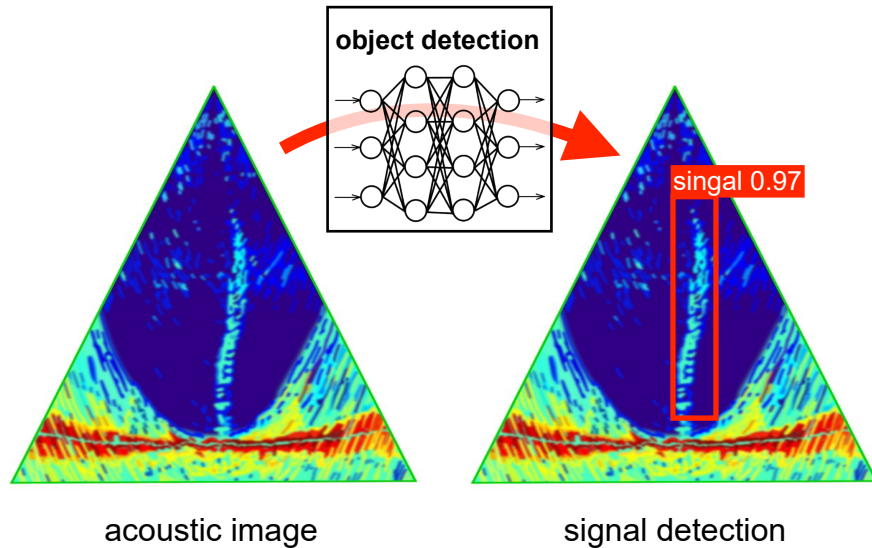 object detection
singal 0.97
acoustic image
signal detection